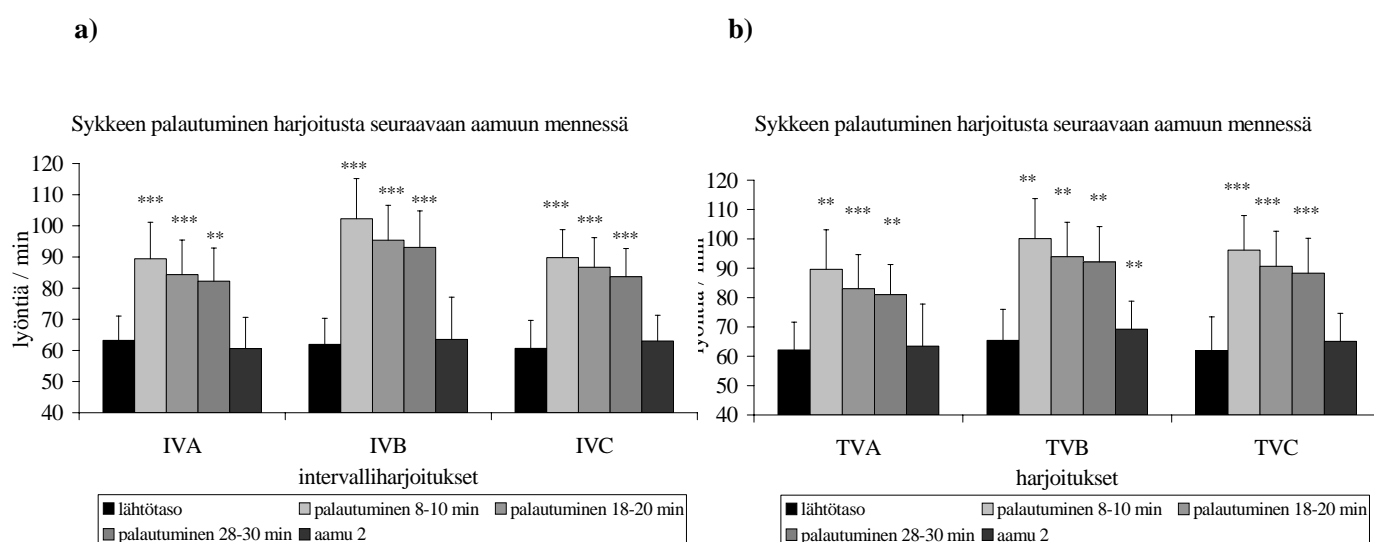 a)
Sykkeen palautuminen harjoitusta seuraavaan aamuun mennessä
120
110
100
90
80
70
60
50
40
lyöntiä / min
***
***
**
***
***
***
***
***
***
IVA
IVB
IVC
intervalliharjoitukset
lähtötaso
palautuminen 8-10 min
palautuminen 18-20 min
palautuminen 28-30 min
aamu 2
b)
Sykkeen palautuminen harjoitusta seuraavaan aamuun mennessä
120
110
100
90
80
70
60
50
40
lyöntiä / min
**
***
**
**
**
**
**
***
***
***
TVA
TVB
TVC
harjoitukset
lähtötaso
palautuminen 8-10 min
palautuminen 18-20 min
palautuminen 28-30 min
aamu 2